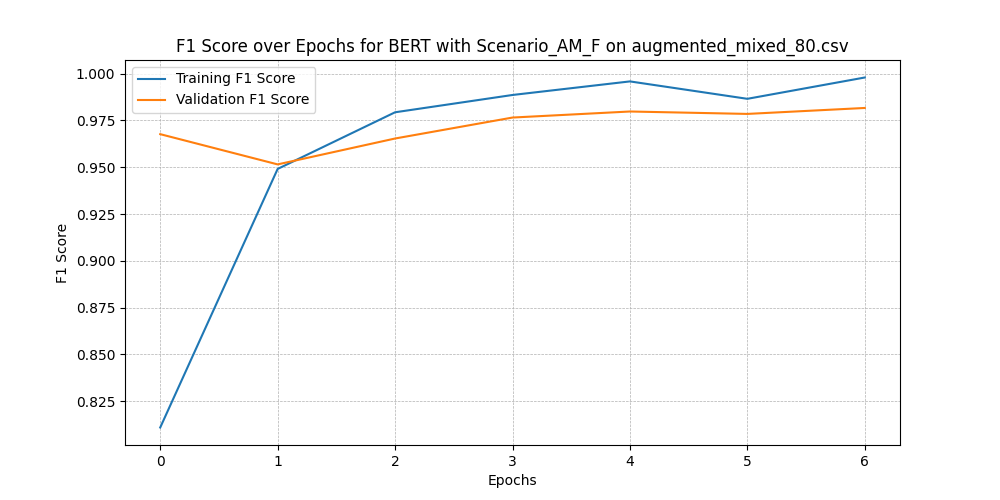 F1 Score over Epochs for BERT with Scenario_AM_F on augmented_mixed_80.csv
Training F1 Score
Validation F1 Score
1.000
0.975
0.950
0.925
0.900
0.875
0.850
0.825
F1 Score
0 1 2 3 4 5 6
Epochs